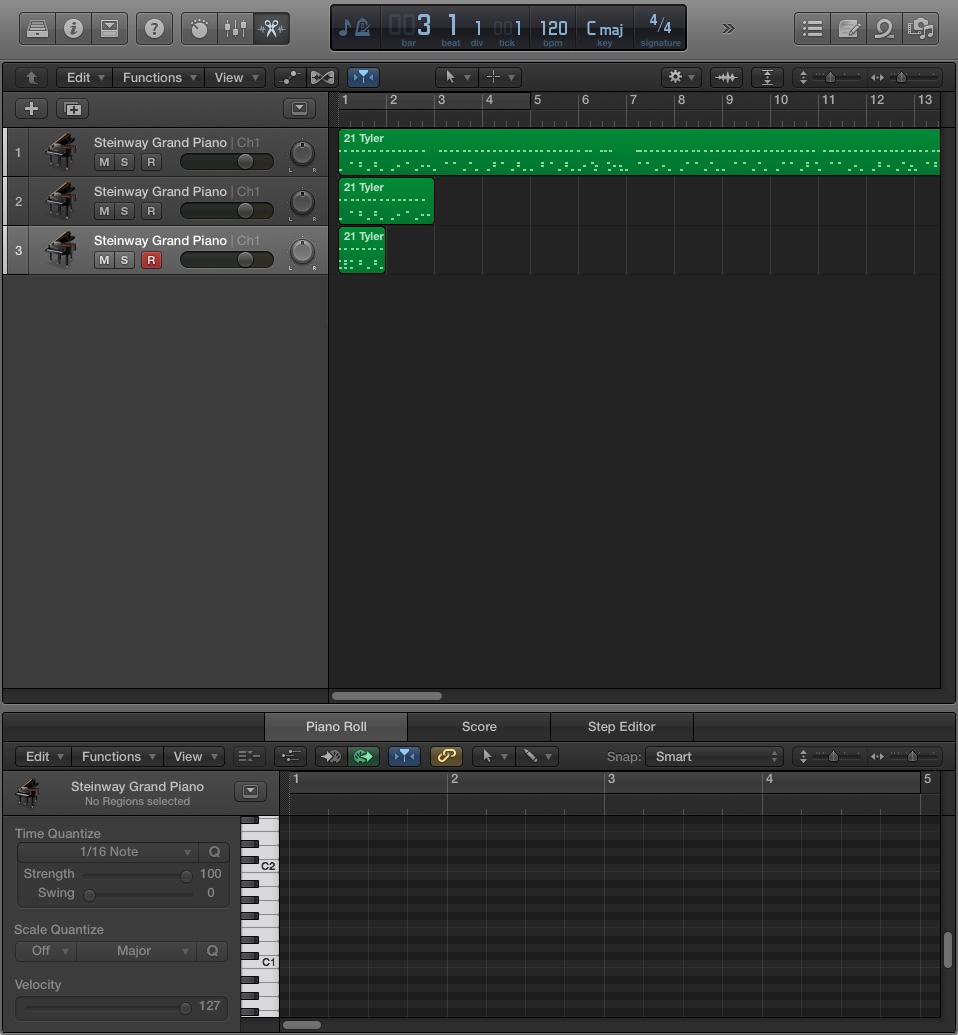 003 1 1 001 120 C maj 4/4
bar beat div tick bpm key signature
Edit Functions View
1 2 3 4 5 6 7 8 9 10 11 12 13
1 Steinway Grand Piano | Ch1
M S R
L R
21 Tyler
2 Steinway Grand Piano | Ch1
M S R
L R
21 Tyler
3 Steinway Grand Piano | Ch1
M S R
L R
21 Tyler
Piano Roll Score Step Editor
Edit Functions View Snap: Smart
1 2 3 4 5
Steinway Grand Piano
No Regions selected
Time Quantize
1/16 Note Q
Strength 100
Swing 0
Scale Quantize
Off Major Q
Velocity
127
C2
C1